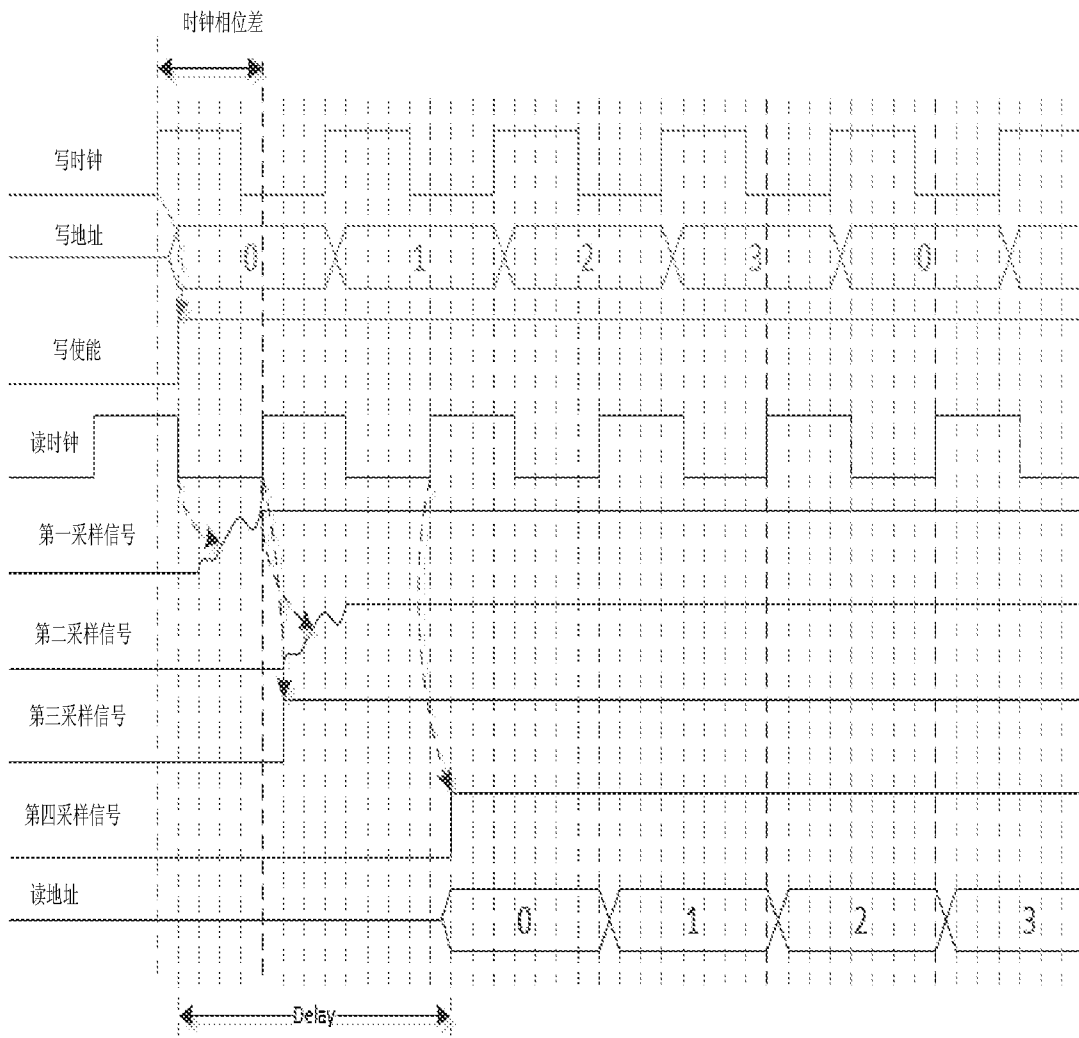 时钟相位差
写时钟
写地址 0 1 2 3 0
写使能
读时钟
第一采样信号
第二采样信号
第三采样信号
第四采样信号
读地址 0 1 2 3
Delay